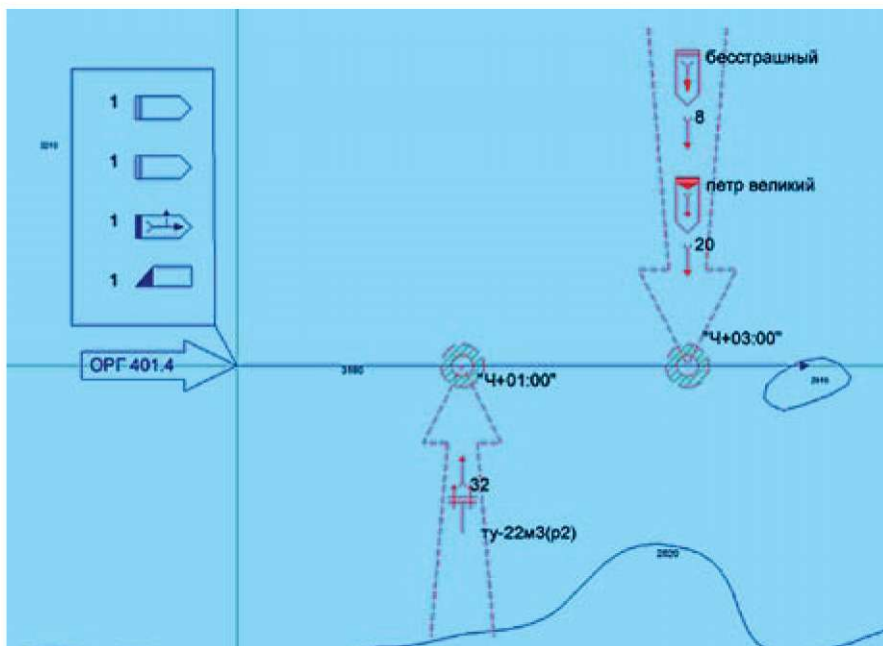 бесстрашный
1
8
1
петр великий
1
20
1
"Ч+03:00"
ОРГ 401.4
"Ч+01:00"
32
ту-22м3(р2)
2820